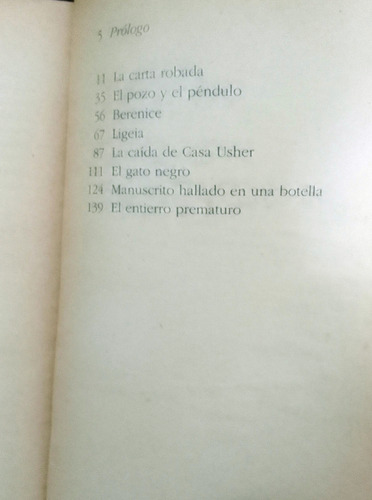 5 Prólogo
11 La carta robada
35 El pozo y el péndulo
56 Berenice
67 Ligeia
87 La caída de Casa Usher
111 El gato negro
124 Manuscrito hallado en una botella
139 El entierro prematuro